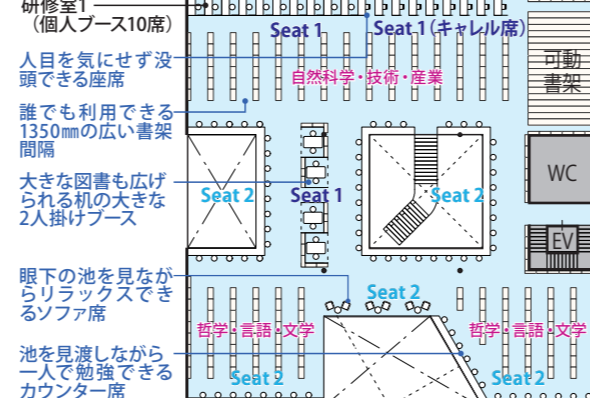 研修室1
（個人ブース10席）
Seat 1
Seat 1（キャレル席）
人目を気にせず没
頭できる座席
自然科学・技術・産業
可動
書架
誰でも利用できる
1350㎜の広い書架
間隔
大きな図書も広げ
られる机の大きな
2人掛けブース
Seat 2
Seat 1
Seat 2
WC
EV
眼下の池を見なが
らリラックスでき
るソファ席
Seat 2
哲学・言語・文学
哲学・言語・文学
池を見渡しながら
一人で勉強できる
カウンター席
Seat 2
Seat 2